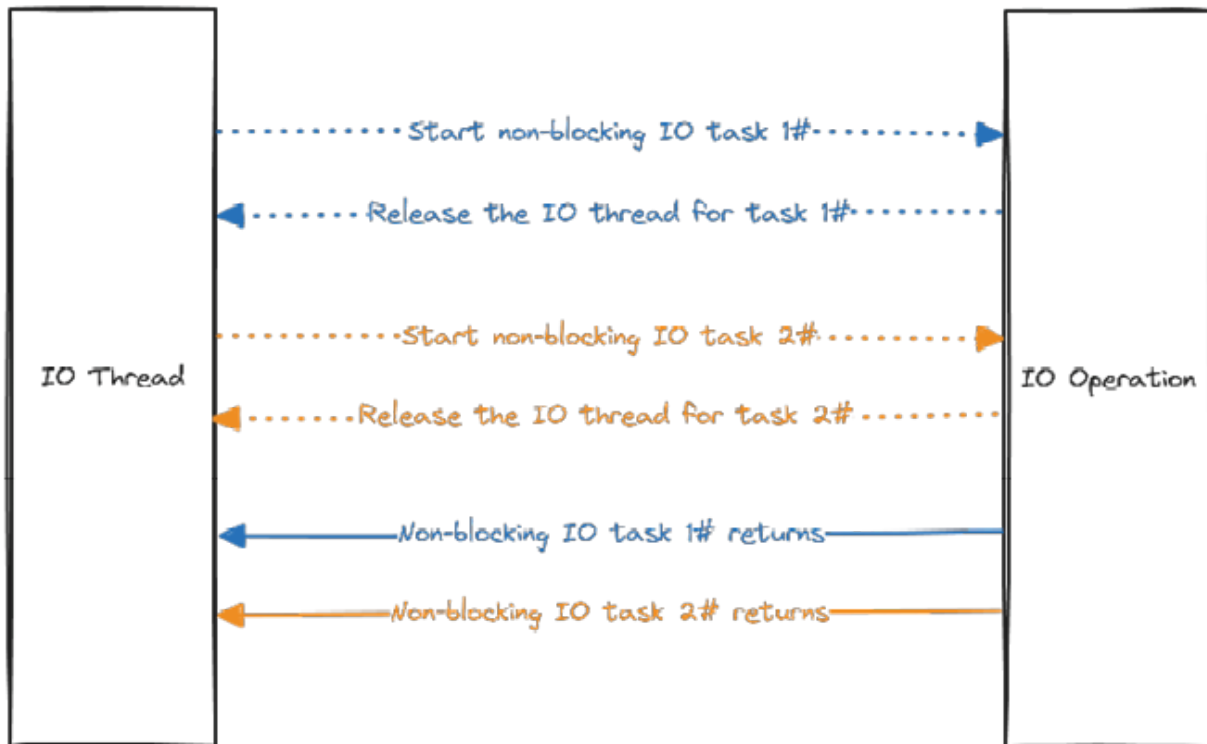 Start non-blocking IO task 1#
Release the IO thread for task 1#
Start non-blocking IO task 2#
IO Thread
IO Operation
Release the IO thread for task 2#
Non-blocking IO task 1# returns
Non-blocking IO task 2# returns